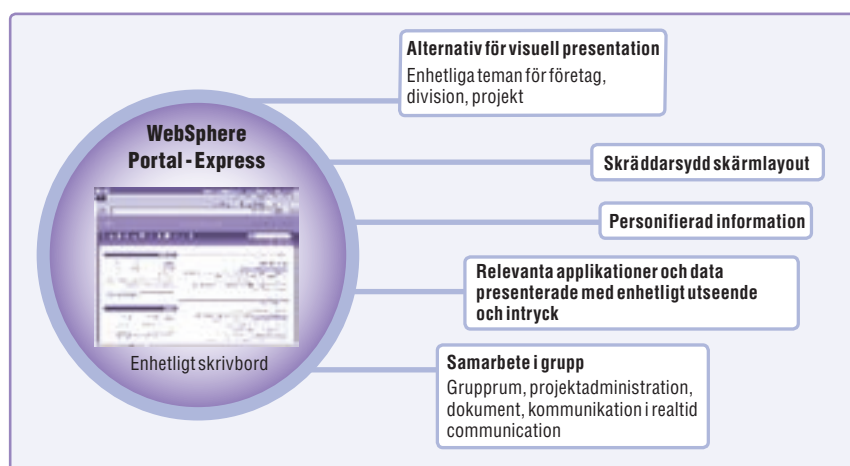 Alternativ för visuell presentation
Enhetliga teman för företag,
division, projekt
WebSphere
Portal - Express
Skräddarsydd skärmlayout
Personifierad information
Relevanta applikationer och data
presenterade med enhetligt utseende
och intryck
Enhetligt skrivbord
Samarbete i grupp
Grupprum, projektadministration,
dokument, kommunikation i realtid
communication